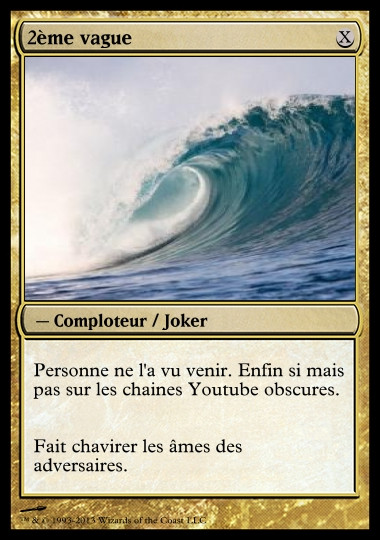 2ème vague X
— Comploteur / Joker
Personne ne l'a vu venir. Enfin si mais
pas sur les chaines Youtube obscures.
Fait chavirer les âmes des
adversaires.
™ & © 1993-2013 Wizards of the Coast LLC